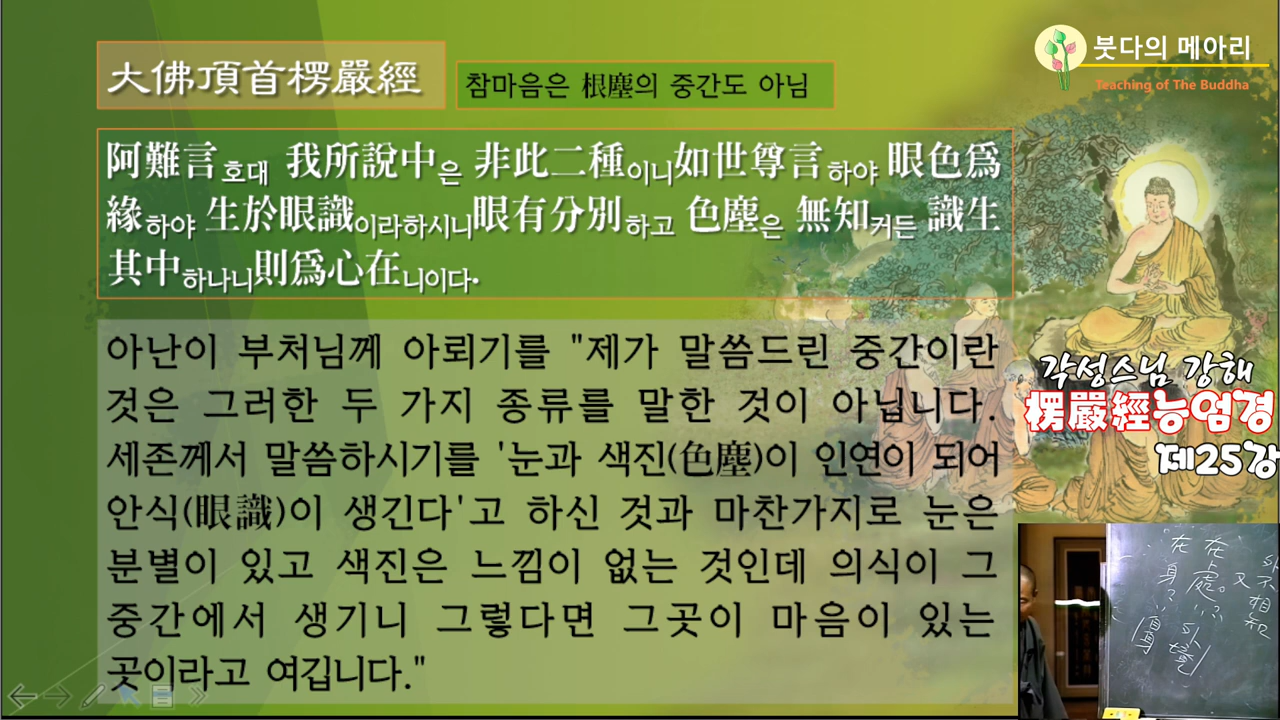 大佛頂首楞嚴經
참마음은 根塵의 중간도 아님
붓다의 메아리
Teaching of The Buddha
阿難言호대 我所說中은 非此二種이니如世尊言하야 眼色爲
緣하야 生於眼識이라하시니眼有分別하고 色塵은 無知커든 識生
其中하나니則爲心在니이다.
아난이 부처님께 아뢰기를 "제가 말씀드린 중간이란
것은 그러한 두 가지 종류를 말한 것이 아닙니다.
세존께서 말씀하시기를 '눈과 색진(色塵)이 인연이 되어
안식(眼識)이 생긴다'고 하신 것과 마찬가지로 눈은
분별이 있고 색진은 느낌이 없는 것인데 의식이 그
중간에서 생기니 그렇다면 그곳이 마음이 있는
곳이라고 여깁니다."
각성스님 강해
楞嚴經능엄경
제25강
在身
在處
外不相知
又
外境